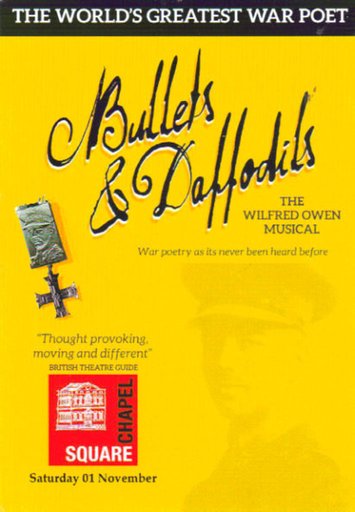 THE WORLD'S GREATEST WAR POET
Bullets
& Daffodils
THE
WILFRED OWEN
MUSICAL
War poetry as its never been heard before
"Thought provoking,
moving and different"
BRITISH THEATRE GUIDE
SQUARE
CHAPEL
Saturday 01 November